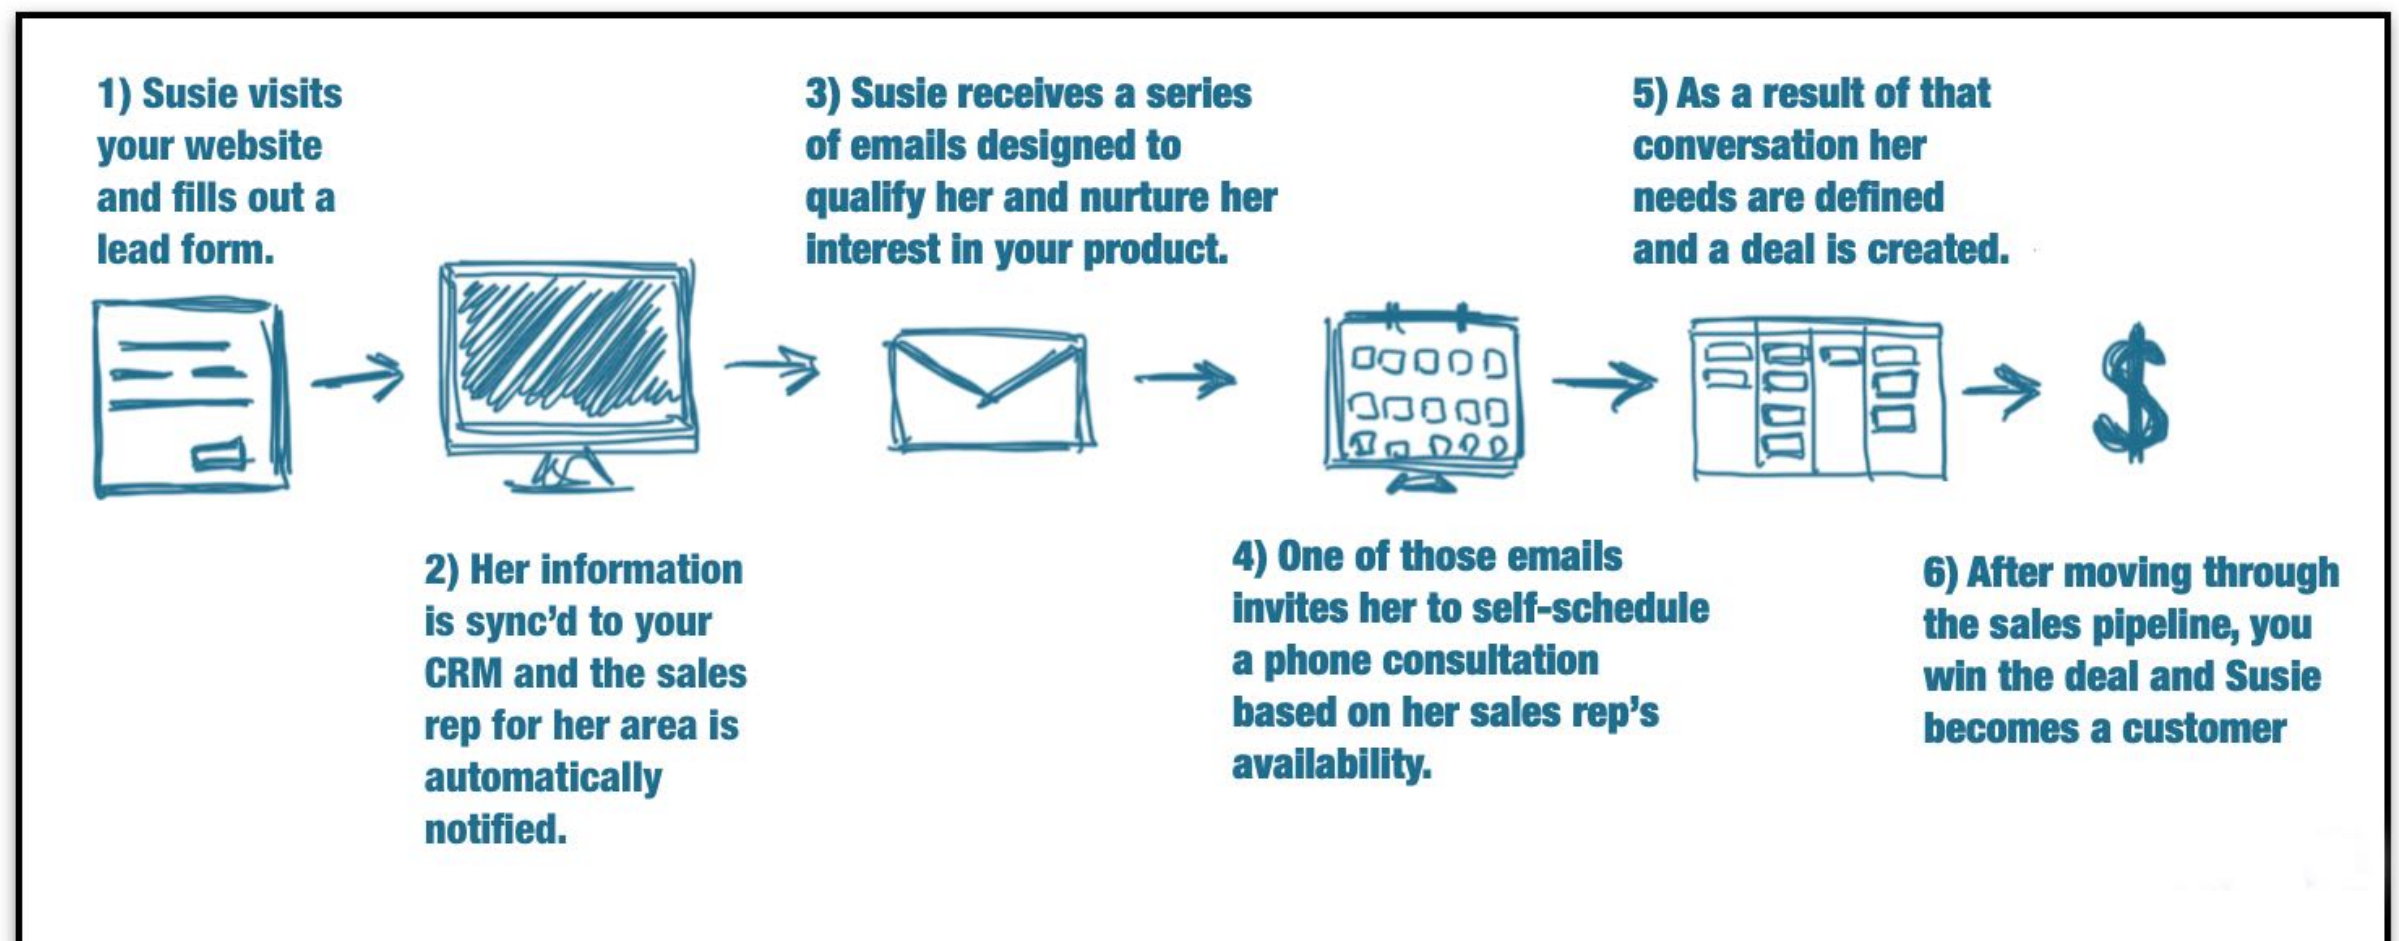 1) Susie visits
your website
and fills out a
lead form.
2) Her information
is sync’d to your
CRM and the sales
rep for her area is
automatically
notified.
3) Susie receives a series
of emails designed to
qualify her and nurture her
interest in your product.
4) One of those emails
invites her to self-schedule
a phone consultation
based on her sales rep’s
availability.
5) As a result of that
conversation her
needs are defined
and a deal is created.
$
6) After moving through
the sales pipeline, you
win the deal and Susie
becomes a customer